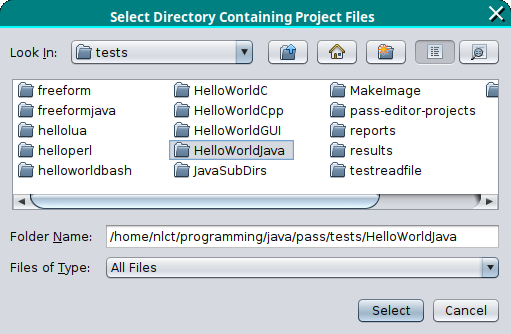 Select Directory Containing Project Files
Look In: tests
freeform HelloWorldC MakeImage
freeformjava HelloWorldCpp pass-editor-projects
hellolua HelloWorldGUI reports
helloperl HelloWorldJava results
helloworldbash JavaSubDirs testreadfile
Folder Name: /home/nlct/programming/java/pass/tests/HelloWorldJava
Files of Type: All Files
Select Cancel